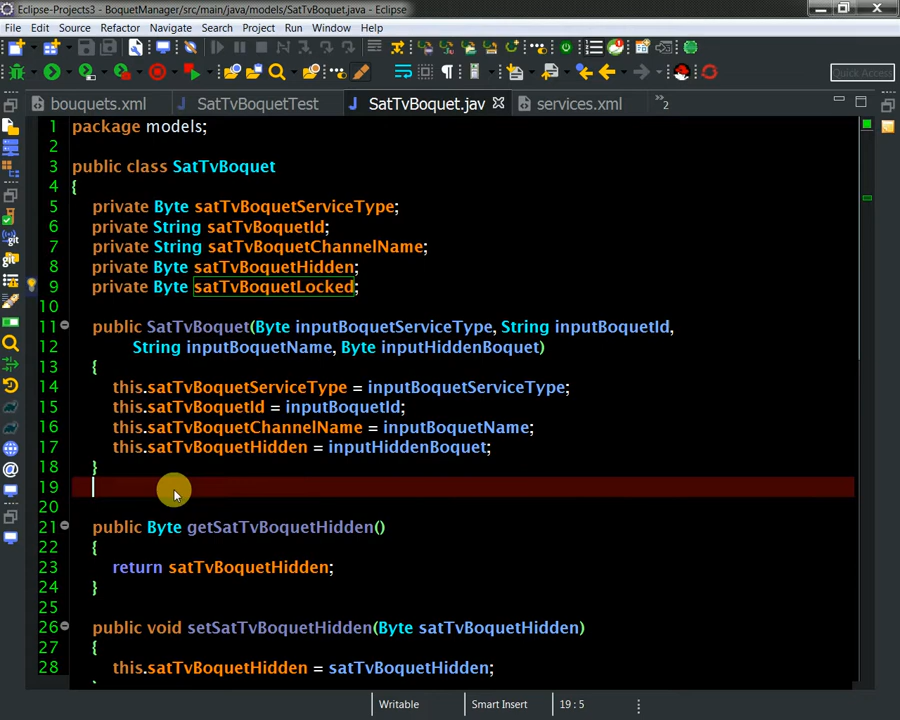 Eclipse-Projects3 - BoquetManager/src/main/java/models/SatTvBoquet.java - Eclipse
File Edit Source Refactor Navigate Search Project Run Window Help
Quick Access
bouquets.xml SatTvBoquetTest SatTvBoquet.jav services.xml »2
1 package models;
2
3 public class SatTvBoquet
4 {
5 private Byte satTvBoquetServiceType;
6 private String satTvBoquetId;
7 private String satTvBoquetChannelName;
8 private Byte satTvBoquetHidden;
9 private Byte satTvBoquetLocked;
10
11 public SatTvBoquet(Byte inputBoquetServiceType, String inputBoquetId,
12 String inputBoquetName, Byte inputHiddenBoquet)
13 {
14 this.satTvBoquetServiceType = inputBoquetServiceType;
15 this.satTvBoquetId = inputBoquetId;
16 this.satTvBoquetChannelName = inputBoquetName;
17 this.satTvBoquetHidden = inputHiddenBoquet;
18 }
19
20
21 public Byte getSatTvBoquetHidden()
22 {
23 return satTvBoquetHidden;
24 }
25
26 public void setSatTvBoquetHidden(Byte satTvBoquetHidden)
27 {
28 this.satTvBoquetHidden = satTvBoquetHidden;
Writable Smart Insert 19 : 5